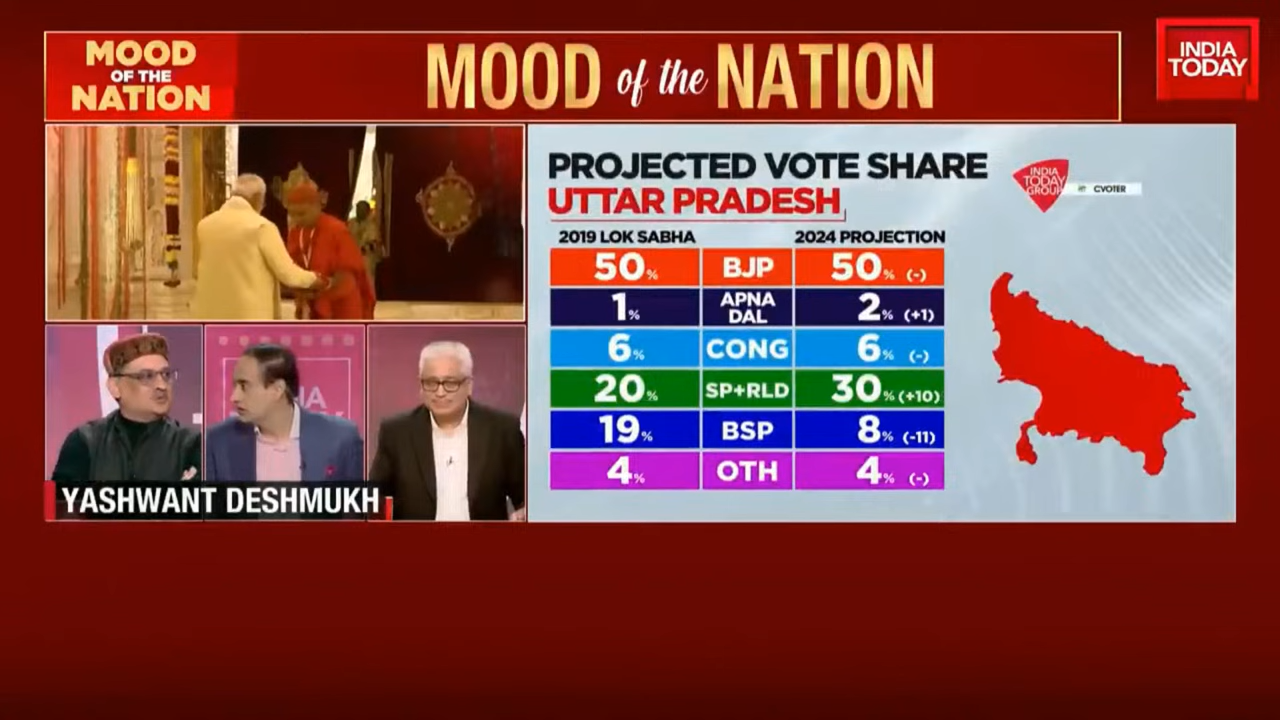 MOOD
OF THE
NATION
MOOD of the NATION
INDIA
TODAY
PROJECTED VOTE SHARE
UTTAR PRADESH
INDIA
TODAY
GROUP
CVOTER
2019 LOK SABHA 2024 PROJECTION
50% BJP 50% (-)
1% APNA DAL 2% (+1)
6% CONG 6% (-)
20% SP+RLD 30% (+10)
19% BSP 8% (-11)
4% OTH 4% (-)
YASHWANT DESHMUKH